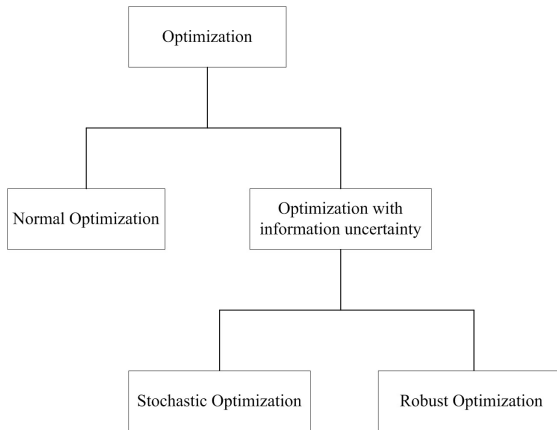 Optimization
Normal Optimization
Optimization with
information uncertainty
Stochastic Optimization
Robust Optimization